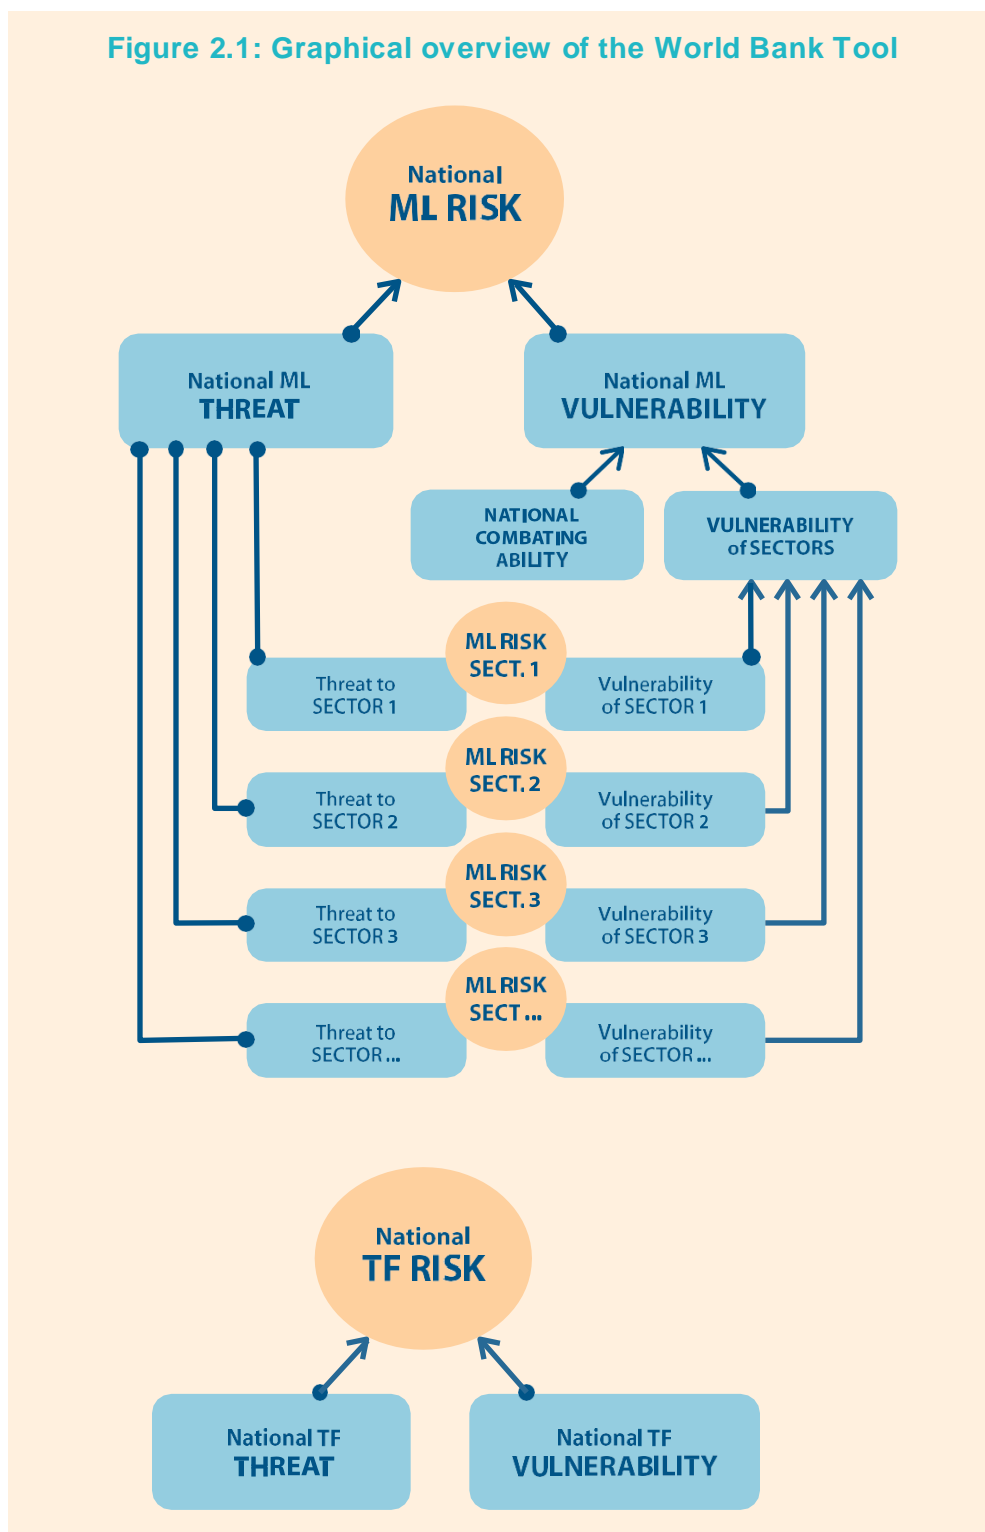 Figure 2.1: Graphical overview of the World Bank Tool
National
ML RISK
National ML
THREAT
National ML
VULNERABILITY
NATIONAL
COMBATING
ABILITY
VULNERABILITY
of SECTORS
ML RISK
SECT. 1
Threat to
SECTOR 1
Vulnerability
of SECTOR 1
ML RISK
SECT. 2
Threat to
SECTOR 2
Vulnerability
of SECTOR 2
ML RISK
SECT. 3
Threat to
SECTOR 3
Vulnerability
of SECTOR 3
ML RISK
SECT ...
Threat to
SECTOR ...
Vulnerability
of SECTOR ...
National
TF RISK
National TF
THREAT
National TF
VULNERABILITY